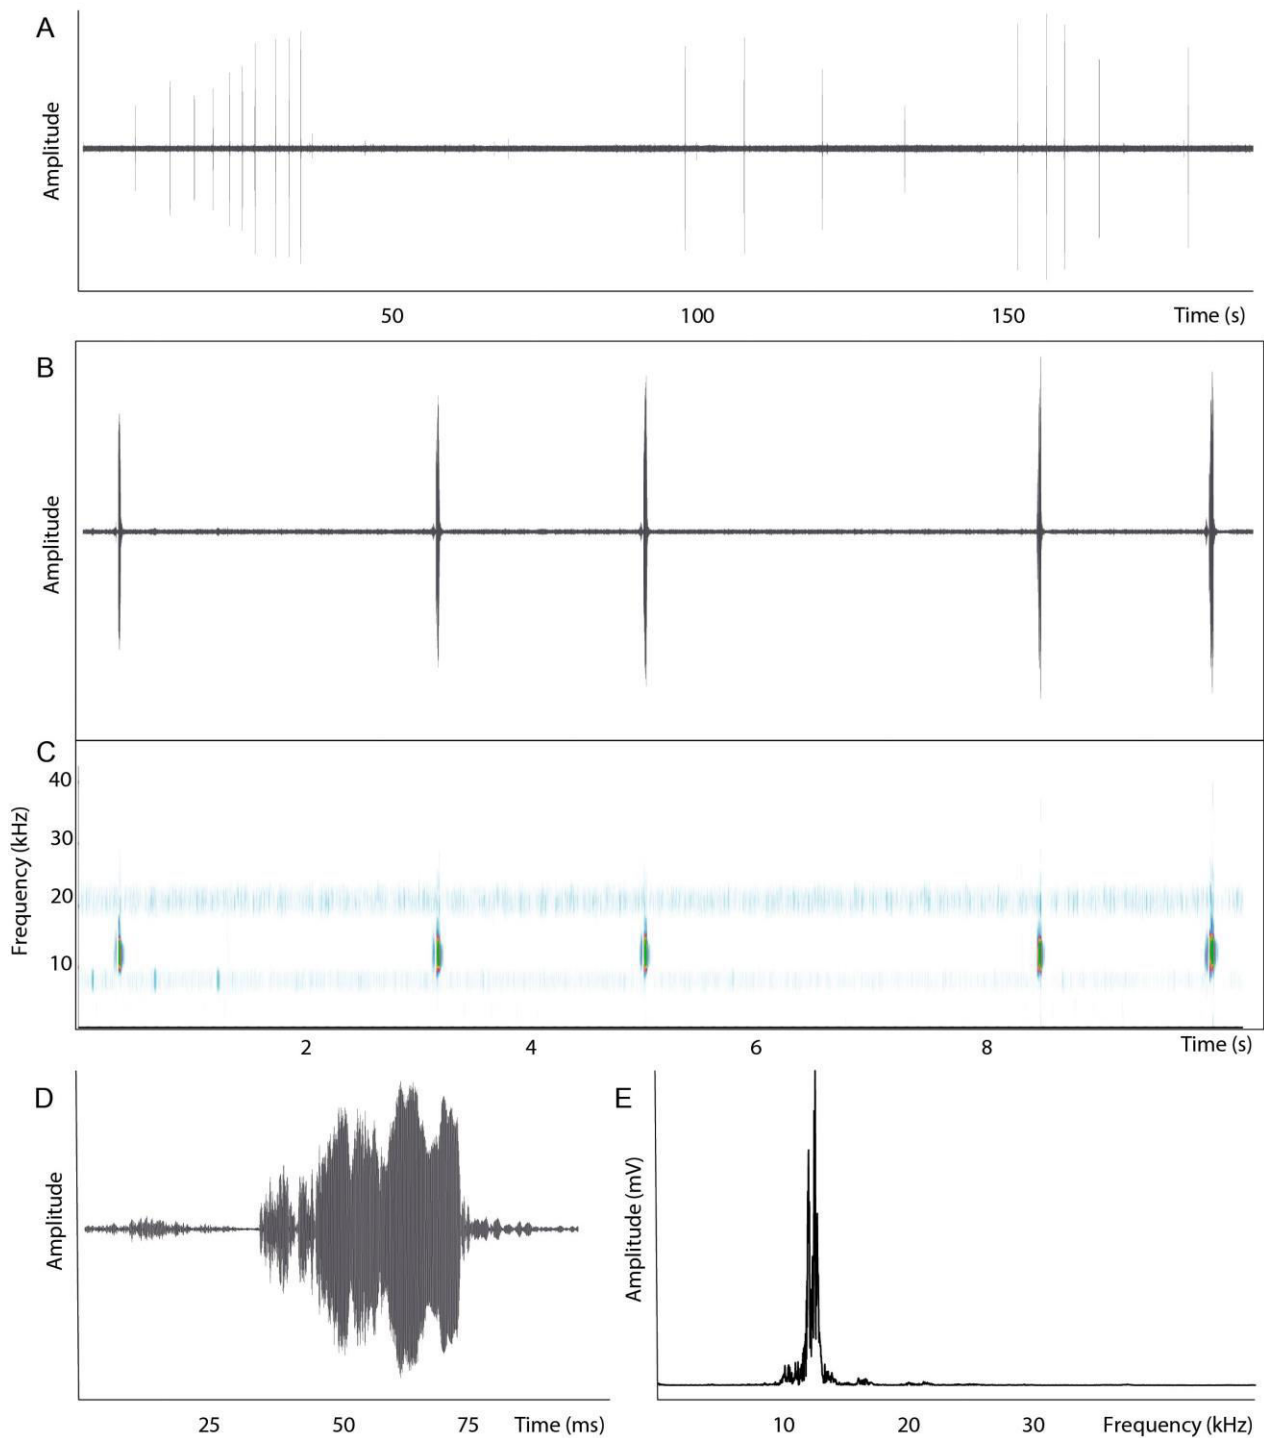 A
Amplitude
50 100 150 Time (s)
B
Amplitude
C
Frequency (kHz)
40
30
20
10
2 4 6 8 Time (s)
D
Amplitude
25 50 75 Time (ms)
E
Amplitude (mV)
10 20 30 Frequency (kHz)